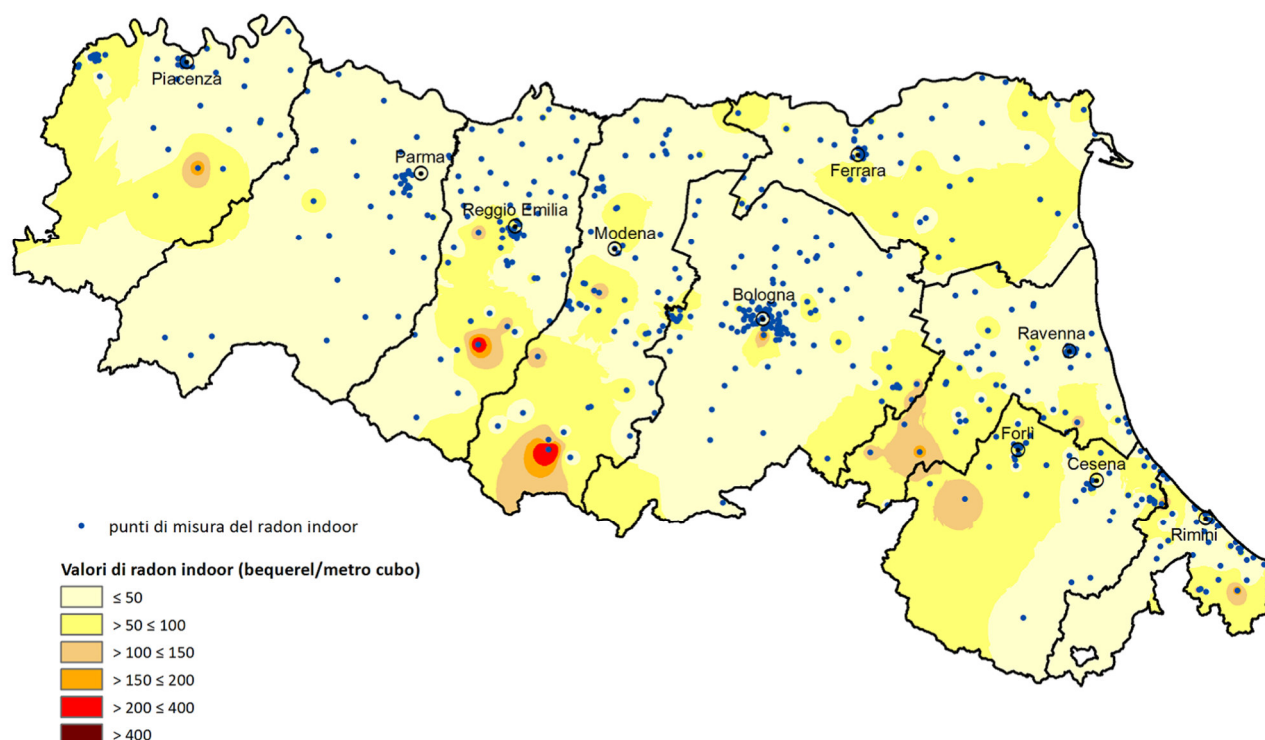 Piacenza
Parma
Ferrara
Reggio Emilia
Modena
Bologna
Ravenna
Forlì
Cesena
Rimini
punti di misura del radon indoor
Valori di radon indoor (bequerel/metro cubo)
≤ 50
> 50 ≤ 100
> 100 ≤ 150
> 150 ≤ 200
> 200 ≤ 400
> 400